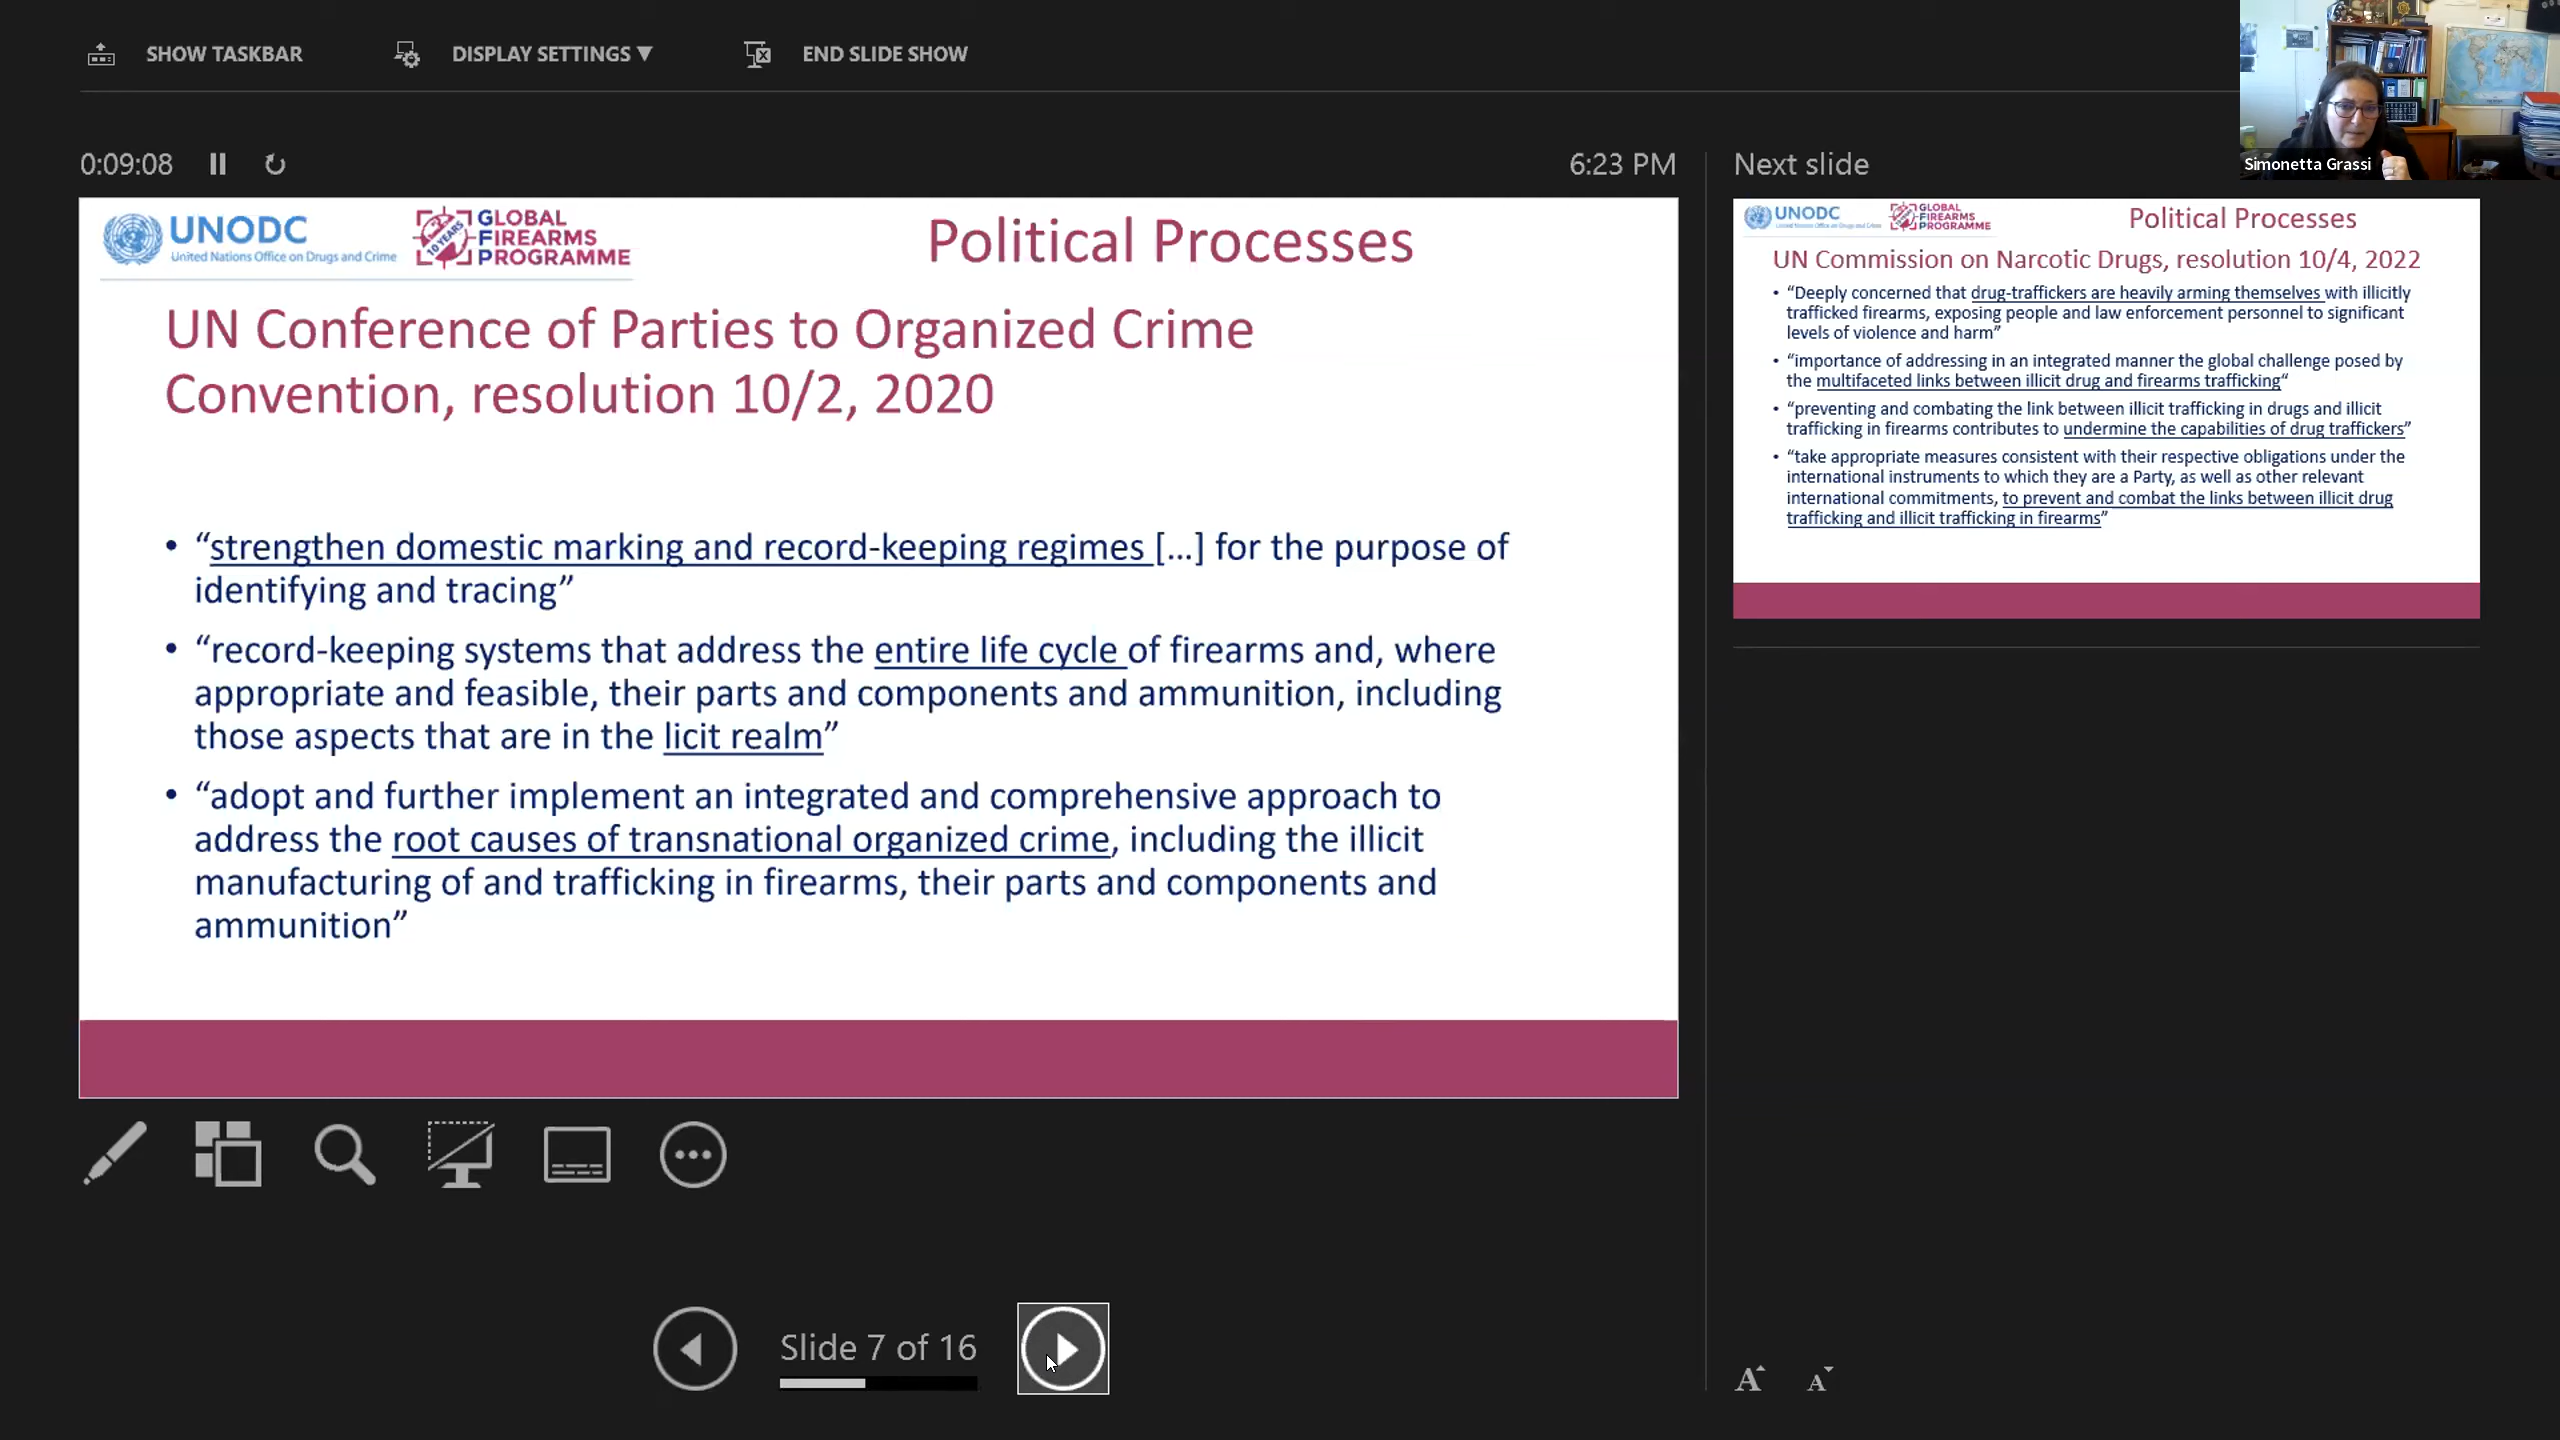 SHOW TASKBAR
DISPLAY SETTINGS ▼
END SLIDE SHOW
Simonetta Grassi
0:09:08
6:23 PM
UNODC
United Nations Office on Drugs and Crime
10 YEARS
GLOBAL
FIREARMS
PROGRAMME
Political Processes
UN Conference of Parties to Organized Crime
Convention, resolution 10/2, 2020
• “strengthen domestic marking and record-keeping regimes […] for the purpose of
identifying and tracing”
• “record-keeping systems that address the entire life cycle of firearms and, where
appropriate and feasible, their parts and components and ammunition, including
those aspects that are in the licit realm”
• “adopt and further implement an integrated and comprehensive approach to
address the root causes of transnational organized crime, including the illicit
manufacturing of and trafficking in firearms, their parts and components and
ammunition”
Slide 7 of 16
Next slide
UNODC
United Nations Office on Drugs and Crime
GLOBAL
FIREARMS
PROGRAMME
Political Processes
UN Commission on Narcotic Drugs, resolution 10/4, 2022
• “Deeply concerned that drug-traffickers are heavily arming themselves with illicitly
trafficked firearms, exposing people and law enforcement personnel to significant
levels of violence and harm”
• “importance of addressing in an integrated manner the global challenge posed by
the multifaceted links between illicit drug and firearms trafficking“
• “preventing and combating the link between illicit trafficking in drugs and illicit
trafficking in firearms contributes to undermine the capabilities of drug traffickers”
• “take appropriate measures consistent with their respective obligations under the
international instruments to which they are a Party, as well as other relevant
international commitments, to prevent and combat the links between illicit drug
trafficking and illicit trafficking in firearms”
A A